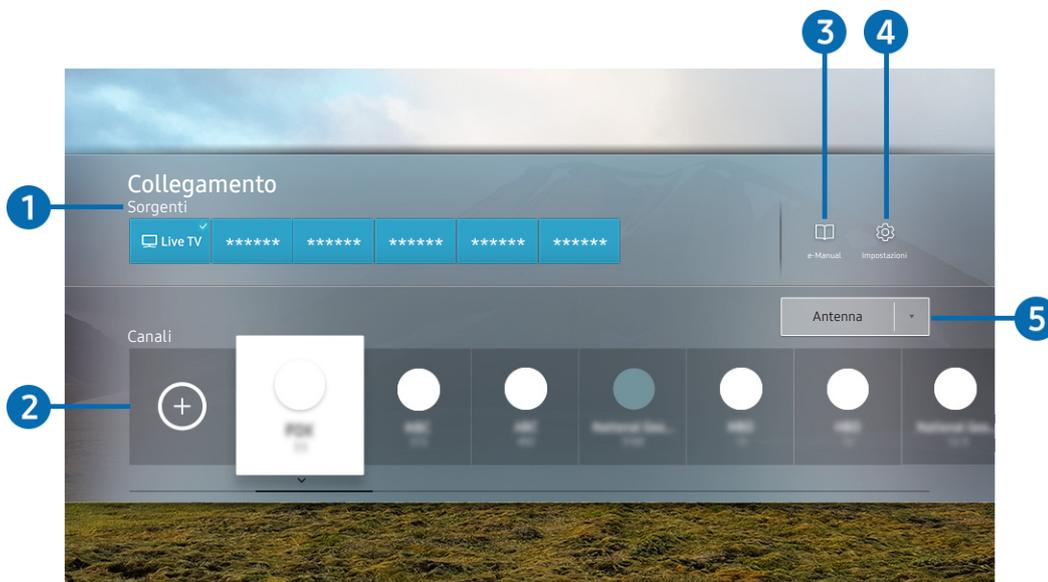 3 4
Collegamento
1 Sorgenti
Live TV ****** ****** ****** ****** ******
e-Manual Impostazioni
Antenna 5
Canali
2